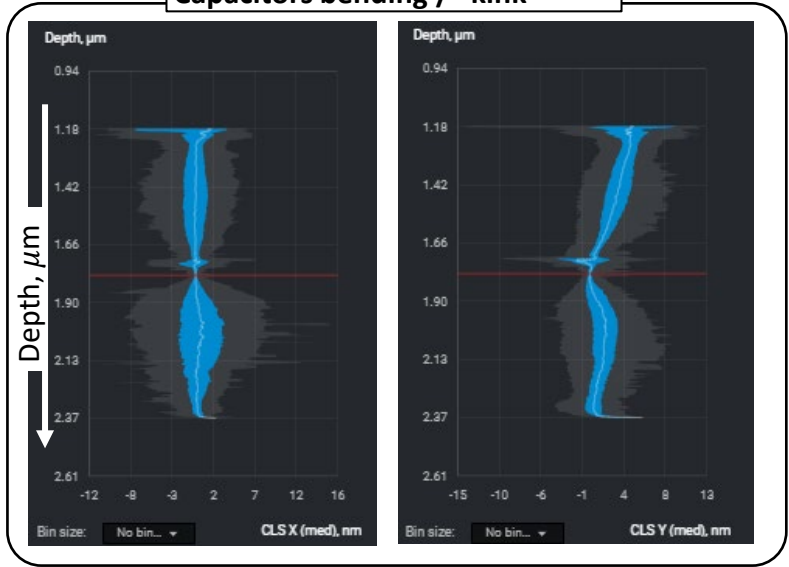 Capacitors bending / "kink"
Depth, µm
0.94
1.18
1.42
1.66
1.90
2.13
2.37
2.61
-12 -8 -3 2 7 12 16
Bin size: No bin... CLS X (med), nm
Depth, µm
0.94
1.18
1.42
1.66
1.90
2.13
2.37
2.61
-15 -10 -6 -1 4 8 13
Bin size: No bin... CLS Y (med), nm
Depth, µm